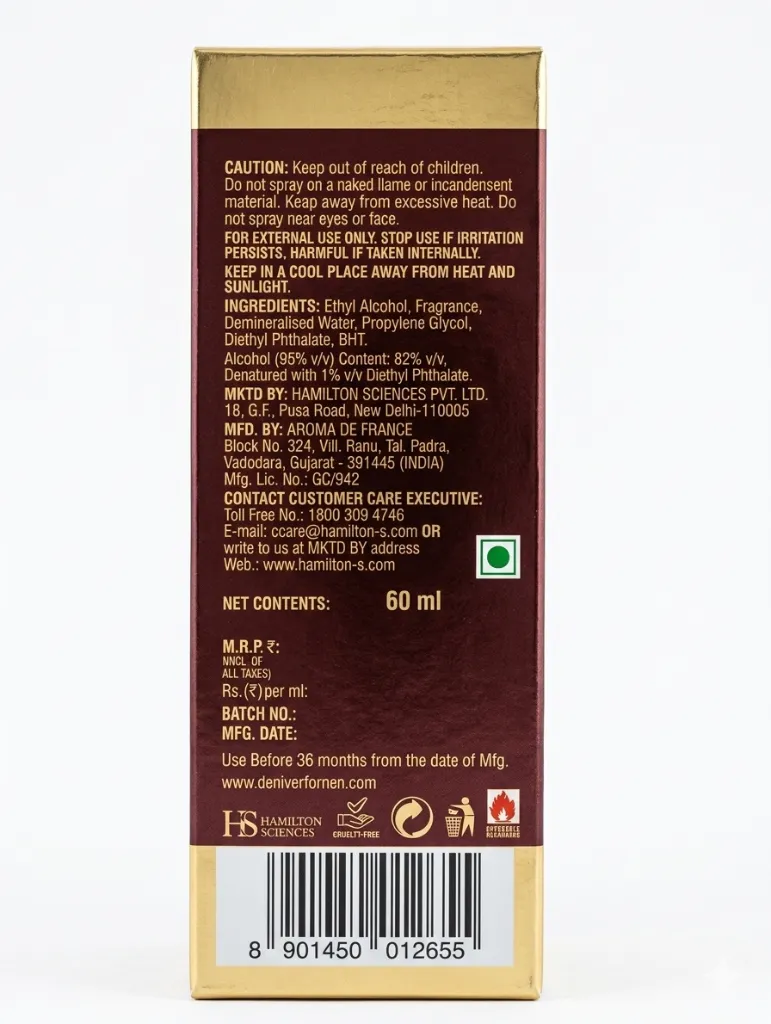 CAUTION: Keep out of reach of children.
Do not spray on a naked llame or incandensent
material. Keap away from excessive heat. Do
not spray near eyes or face.
FOR EXTERNAL USE ONLY. STOP USE IF IRRITATION
PERSISTS, HARMFUL IF TAKEN INTERNALLY.
KEEP IN A COOL PLACE AWAY FROM HEAT AND
SUNLIGHT.
INGREDIENTS: Ethyl Alcohol, Fragrance,
Demineralised Water, Propylene Glycol,
Diethyl Phthalate, BHT.
Alcohol (95% v/v) Content: 82% v/v,
Denatured with 1% v/v Diethyl Phthalate.
MKTD BY: HAMILTON SCIENCES PVT. LTD.
18, G.F., Pusa Road, New Delhi-110005
MFD. BY: AROMA DE FRANCE
Block No. 324, Vill. Ranu, Tal. Padra,
Vadodara, Gujarat - 391445 (INDIA)
Mfg. Lic. No.: GC/942
CONTACT CUSTOMER CARE EXECUTIVE:
Toll Free No.: 1800 309 4746
E-mail: ccare@hamilton-s.com OR
write to us at MKTD BY address
Web.: www.hamilton-s.com
NET CONTENTS: 60 ml
M.R.P. ₹:
NNCL OF
ALL TAXES)
Rs.(₹) per ml:
BATCH NO.:
MFG. DATE:
Use Before 36 months from the date of Mfg.
www.deniverfornen.com
HS HAMILTON
SCIENCES
CRUELTI-FREE
8 901450 012655